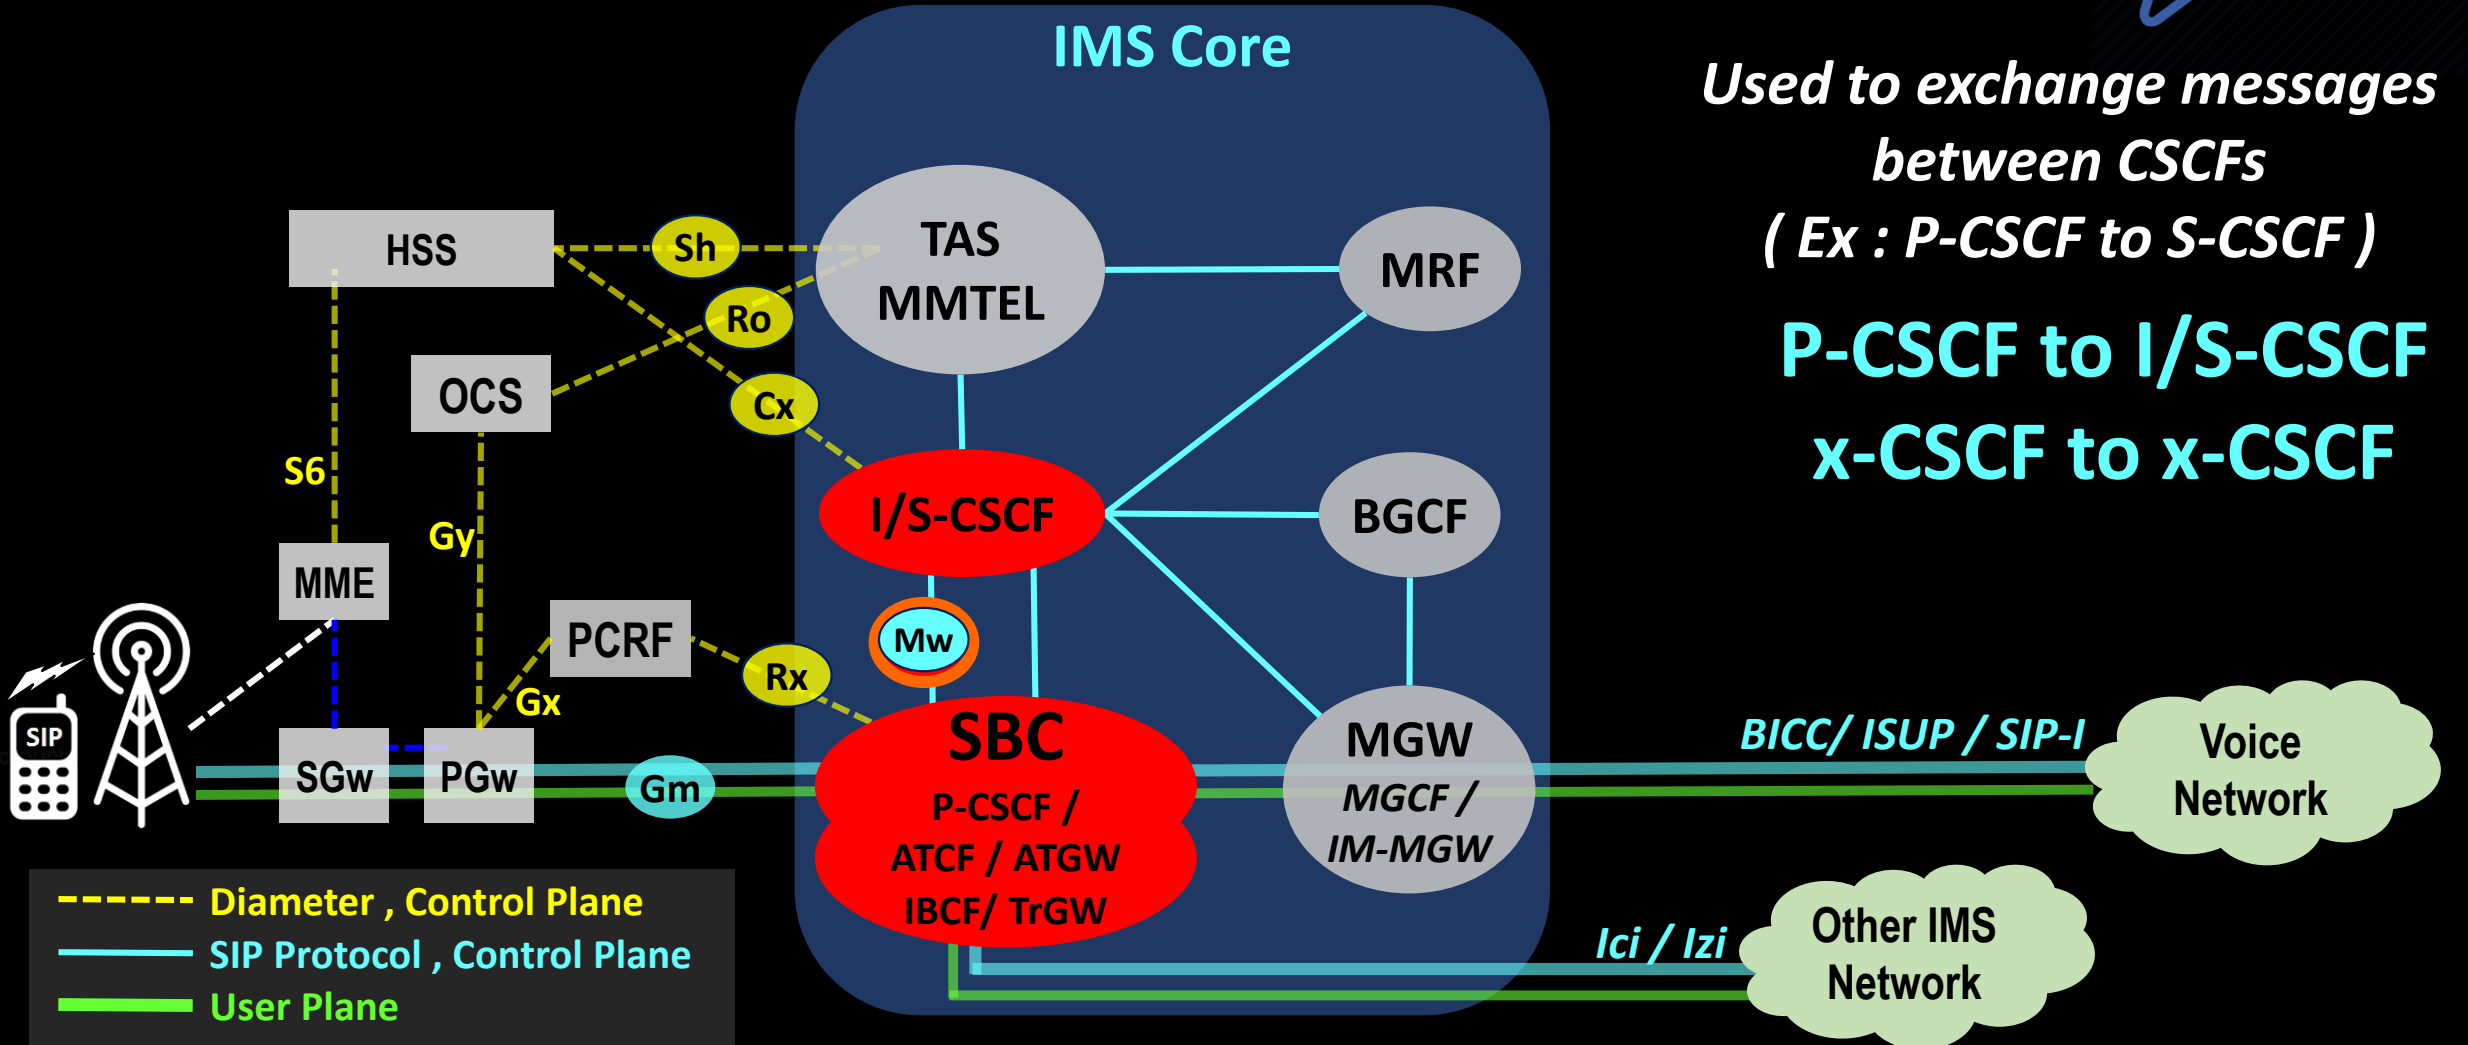 IMS Core
Used to exchange messages
between CSCFs
( Ex : P-CSCF to S-CSCF )
P-CSCF to I/S-CSCF
x-CSCF to x-CSCF
HSS
Sh
TAS
MMTEL
MRF
Ro
OCS
Cx
S6
Gy
I/S-CSCF
BGCF
MME
PCRF
Mw
Rx
Gx
SIP
SGw
PGw
Gm
SBC
P-CSCF /
ATCF / ATGW
IBCF/ TrGW
MGW
MGCF /
IM-MGW
BICC/ ISUP / SIP-I
Voice
Network
Ici / Izi
Other IMS
Network
Diameter , Control Plane
SIP Protocol , Control Plane
User Plane